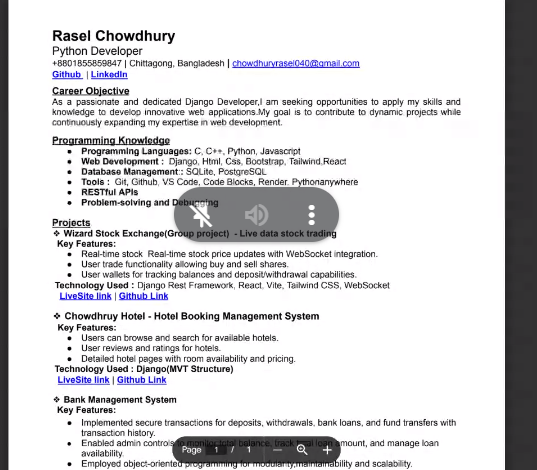 Rasel Chowdhury
Python Developer
+8801855859847 | Chittagong, Bangladesh | chowdhuryrasel040@gmail.com
Github | LinkedIn
Career Objective
As a passionate and dedicated Django Developer,I am seeking opportunities to apply my skills and
knowledge to develop innovative web applications.My goal is to contribute to dynamic projects while
continuously expanding my expertise in web development.
Programming Knowledge
● Programming Languages: C, C++, Python, Javascript
● Web Development : Django, Html, Css, Bootstrap, Tailwind,React
● Database Management:: SQLite, PostgreSQL
● Tools : Git, Github, VS Code, Code Blocks, Render. Pythonanywhere
● RESTful APIs
● Problem-solving and Debugging
Projects
❖ Wizard Stock Exchange(Group project) - Live data stock trading
Key Features:
● Real-time stock Real-time stock price updates with WebSocket integration.
● User trade functionality allowing buy and sell shares.
● User wallets for tracking balances and deposit/withdrawal capabilities.
Technology Used : Django Rest Framework, React, Vite, Tailwind CSS, WebSocket
LiveSite link | Github Link
❖ Chowdhruy Hotel - Hotel Booking Management System
Key Features:
● Users can browse and search for available hotels.
● User reviews and ratings for hotels.
● Detailed hotel pages with room availability and pricing.
Technology Used : Django(MVT Structure)
LiveSite link | Github Link
❖ Bank Management System
Key Features:
● Implemented secure transactions for deposits, withdrawals, bank loans, and fund transfers with
transaction history.
● Enabled admin controls to monitor total balance, track total loan amount, and manage loan
availability.
Page 1 / 1
● Employed object-oriented programming for modularity,maintainability and scalability.